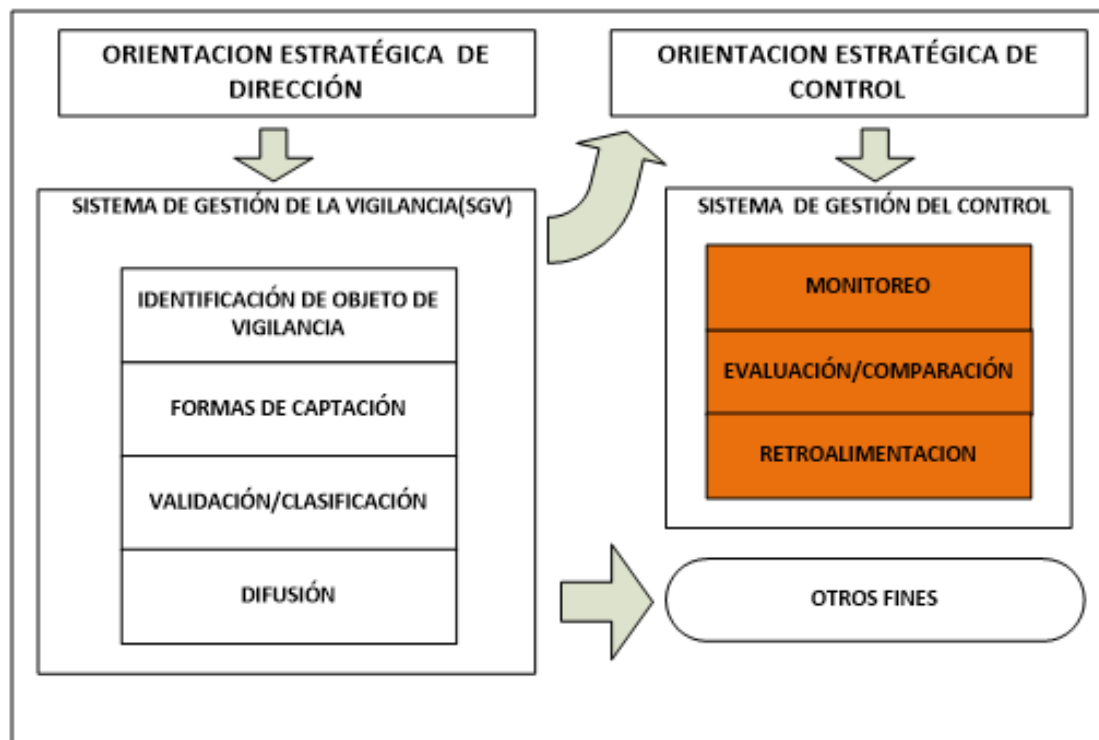 ORIENTACION ESTRATÉGICA DE
DIRECCIÓN
SISTEMA DE GESTIÓN DE LA VIGILANCIA(SGV)
IDENTIFICACIÓN DE OBJETO DE
VIGILANCIA
FORMAS DE CAPTACIÓN
VALIDACIÓN/CLASIFICACIÓN
DIFUSIÓN
ORIENTACION ESTRATÉGICA DE
CONTROL
SISTEMA DE GESTIÓN DEL CONTROL
MONITOREO
EVALUACIÓN/COMPARACIÓN
RETROALIMENTACION
OTROS FINES